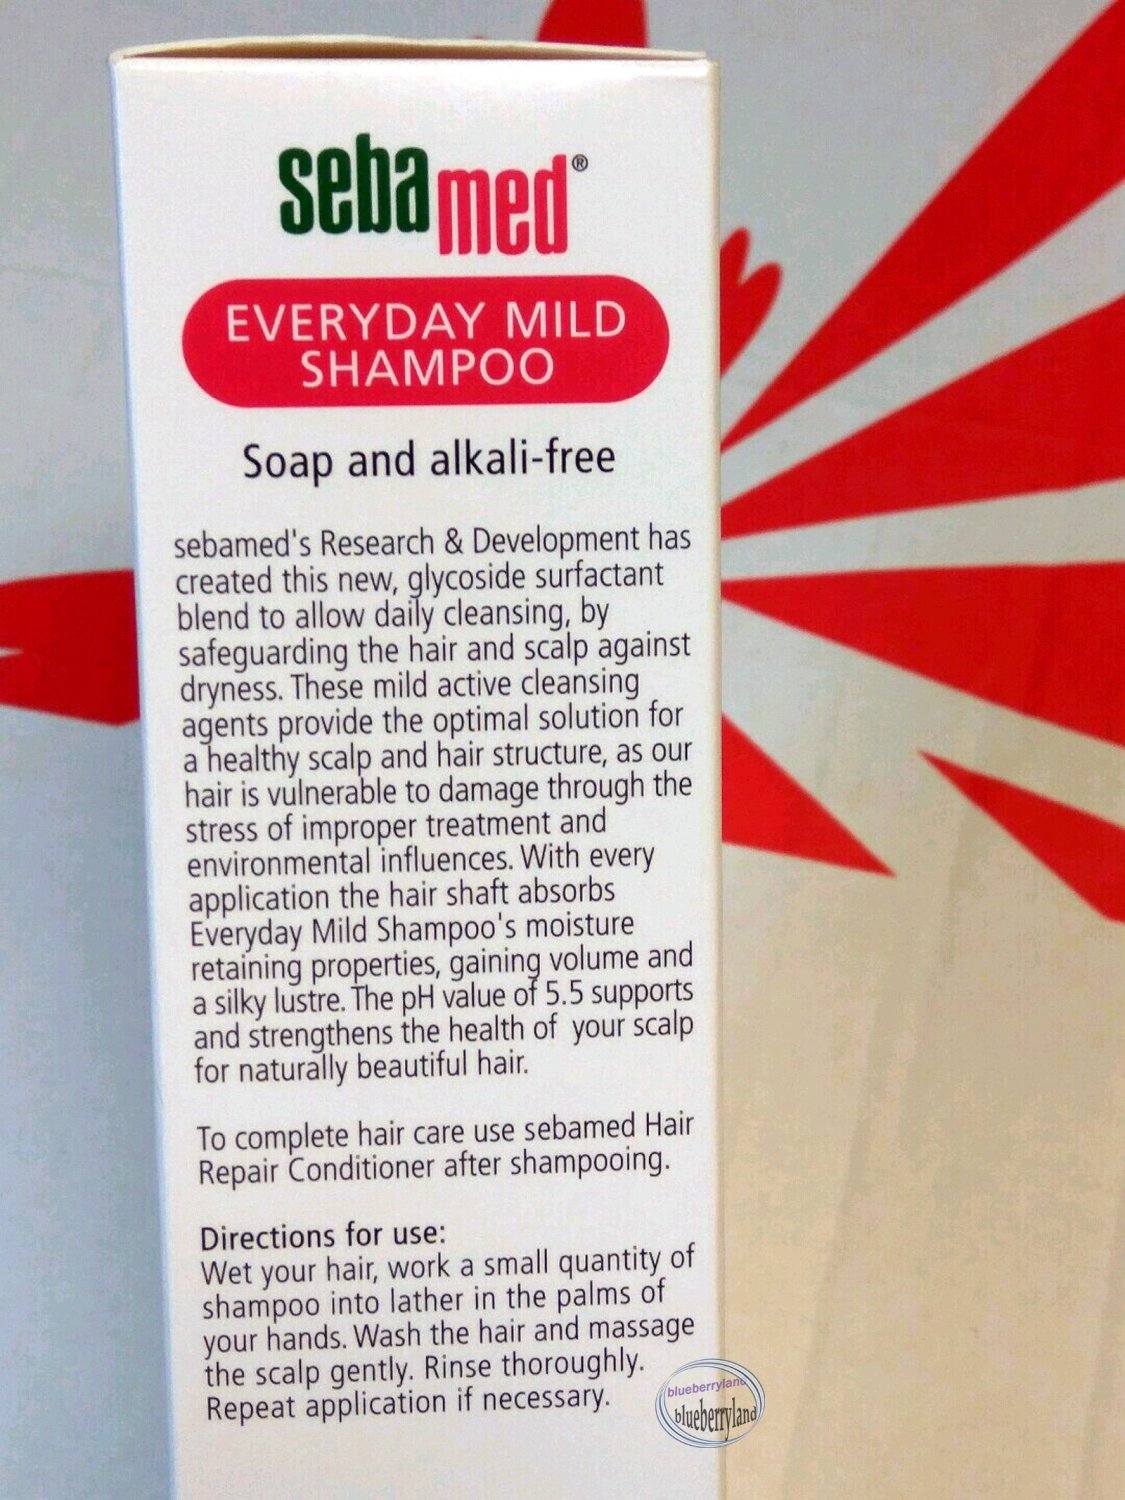 sebamed®
EVERYDAY MILD
SHAMPOO
Soap and alkali-free
sebamed's Research & Development has
created this new, glycoside surfactant
blend to allow daily cleansing, by
safeguarding the hair and scalp against
dryness. These mild active cleansing
agents provide the optimal solution for
a healthy scalp and hair structure, as our
hair is vulnerable to damage through the
stress of improper treatment and
environmental influences. With every
application the hair shaft absorbs
Everyday Mild Shampoo's moisture
retaining properties, gaining volume and
a silky lustre. The pH value of 5.5 supports
and strengthens the health of your scalp
for naturally beautiful hair.
To complete hair care use sebamed Hair
Repair Conditioner after shampooing.
Directions for use:
Wet your hair, work a small quantity of
shampoo into lather in the palms of
your hands. Wash the hair and massage
the scalp gently. Rinse thoroughly.
Repeat application if necessary.
blueberryland
blueberryland